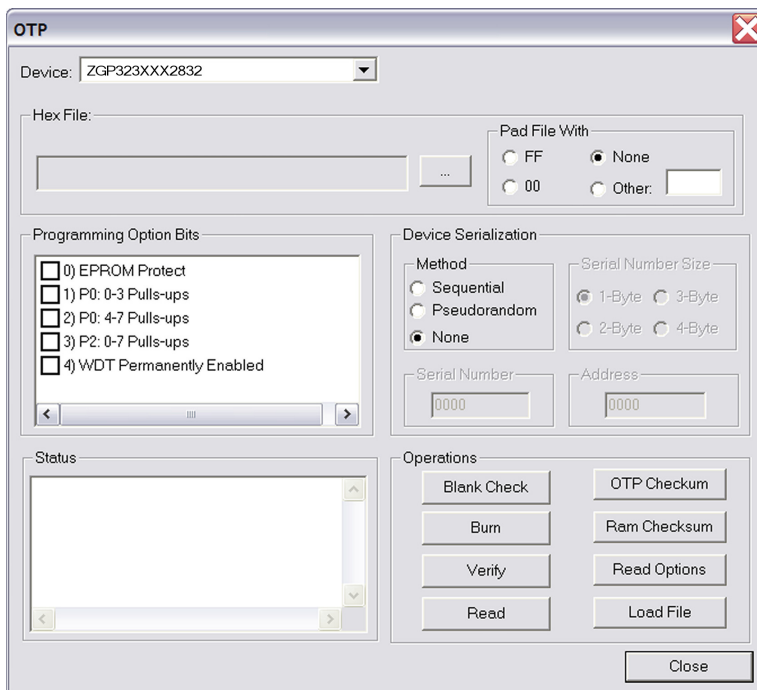 OTP
Device: ZGP323XXX2832
Hex File:
...
Pad File With
FF None
00 Other:
Programming Option Bits
0) EPROM Protect
1) P0: 0-3 Pulls-ups
2) P0: 4-7 Pulls-ups
3) P2: 0-7 Pulls-ups
4) WDT Permanently Enabled
Device Serialization
Method
Sequential
Pseudorandom
None
Serial Number Size
1-Byte 3-Byte
2-Byte 4-Byte
Serial Number
0000
Address
0000
Status
Operations
Blank Check OTP Checkum
Burn Ram Checksum
Verify Read Options
Read Load File
Close